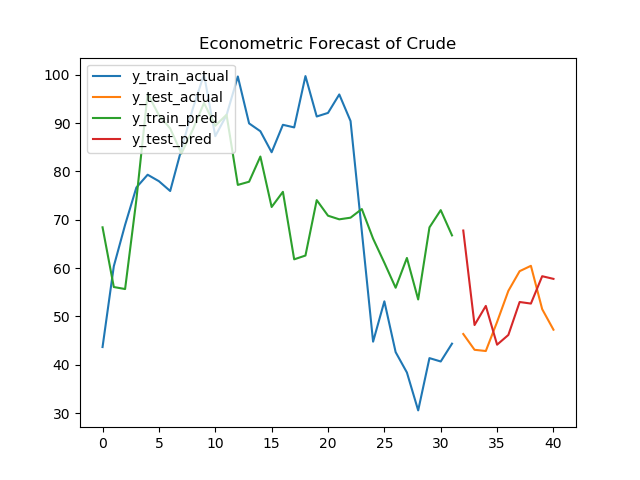 Econometric Forecast of Crude
y_train_actual
y_test_actual
y_train_pred
y_test_pred
100
90
80
70
60
50
40
30
0 5 10 15 20 25 30 35 40